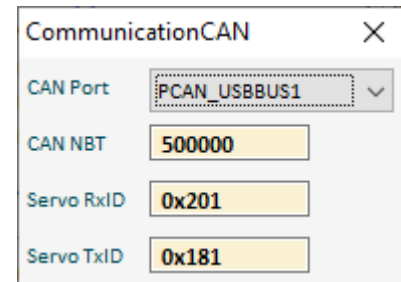 CommunicationCAN
CAN Port PCAN_USBBUS1
CAN NBT 500000
Servo RxID 0x201
Servo TxID 0x181